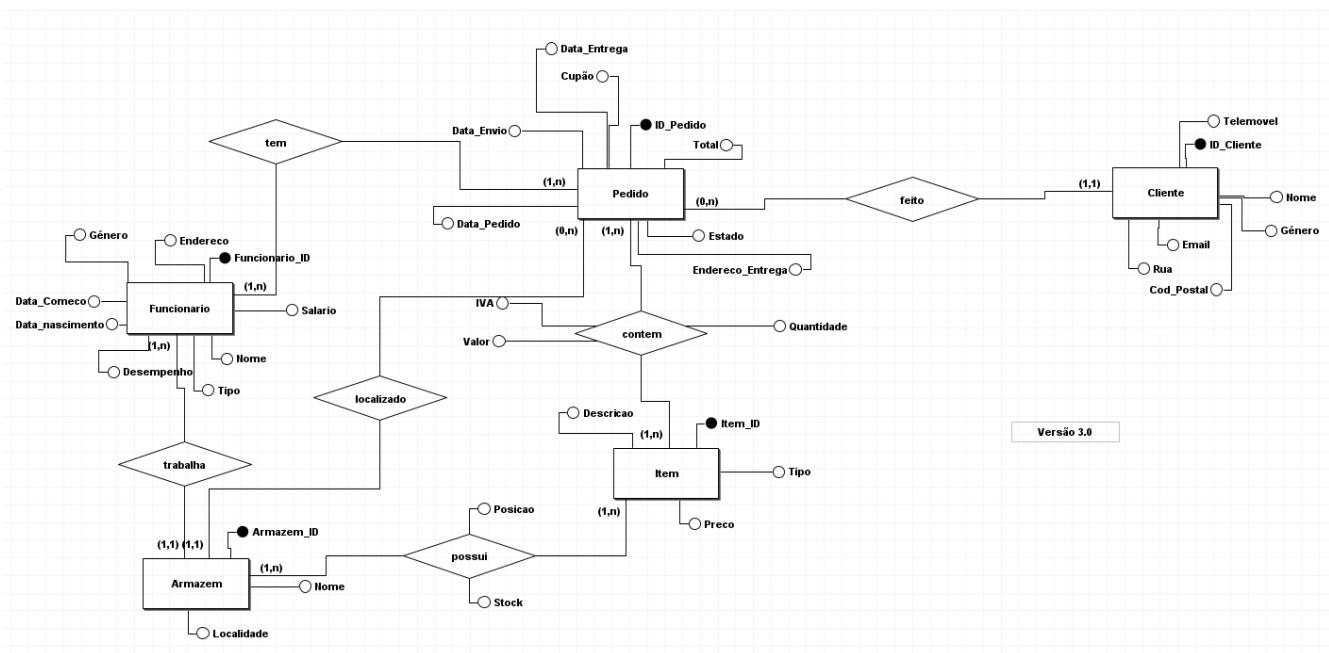 Data_Entrega
Cupão
Data_Envio
ID_Pedido
Total
tem
(1,n)
Pedido
(0,n)
Data_Pedido
(0,n)
(1,n)
Estado
Endereco_Entrega
feito
(1,1)
Cliente
Telemovel
ID_Cliente
Nome
Género
Email
Rua
Cod_Postal
Género
Endereco
Funcionario_ID
(1,n)
Data_Comeco
Funcionario
Salario
Data_nascimento
(1,n)
Nome
Desempenho
Tipo
IVA
Valor
contem
Quantidade
localizado
Descricao
(1,n)
Item_ID
Item
Tipo
(1,n)
Preco
Versão 3.0
trabalha
(1,1)
(1,1)
Armazem_ID
Armazem
(1,n)
Nome
Localidade
Posicao
possui
Stock